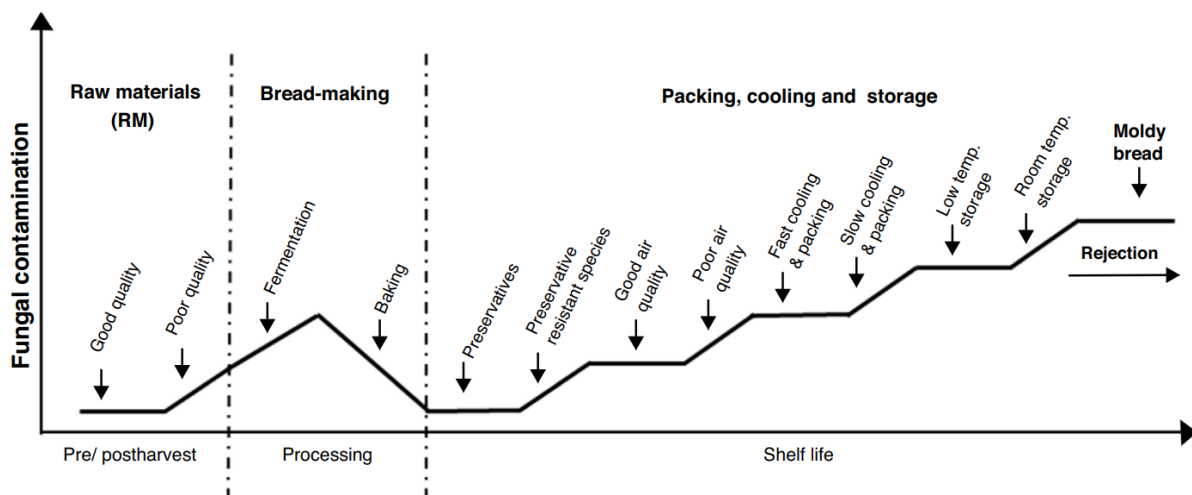 Fungal contamination
Raw materials
(RM)
Bread-making
Packing, cooling and storage
Good quality
Poor quality
Fermentation
Baking
Preservatives
Preservative
resistant species
Good air
quality
Poor air
quality
Fast cooling
& packing
Slow cooling
& packing
Low temp.
storage
Room temp.
storage
Moldy
bread
Rejection
Pre/ postharvest
Processing
Shelf life